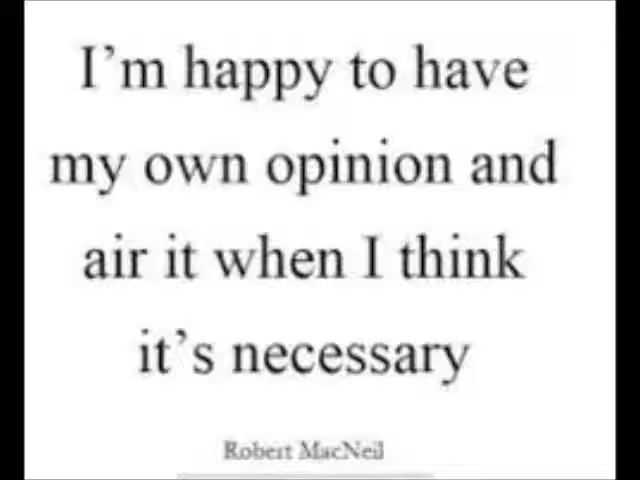 I’m happy to have
my own opinion and
air it when I think
it’s necessary
Robert MacNeil